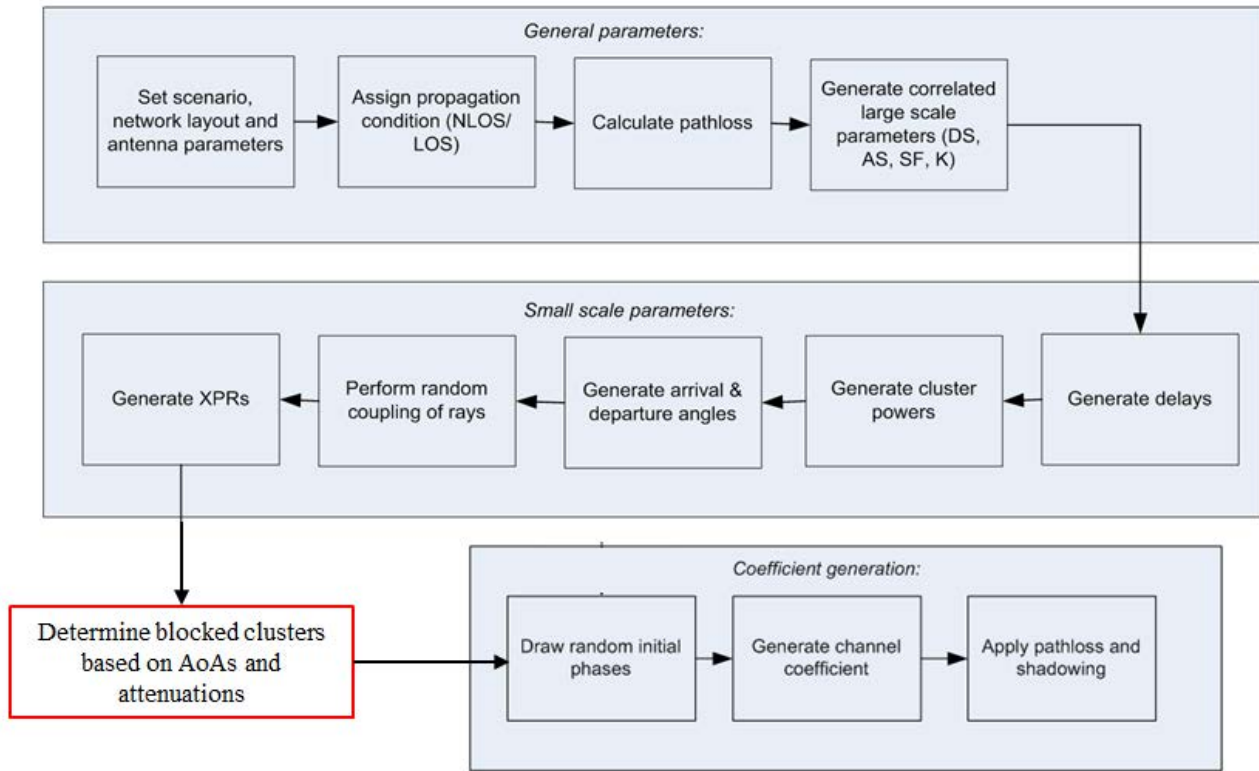 General parameters:
Set scenario,
network layout and
antenna parameters
Assign propagation
condition (NLOS/
LOS)
Calculate pathloss
Generate correlated
large scale
parameters (DS,
AS, SF, K)
Small scale parameters:
Generate XPRs
Perform random
coupling of rays
Generate arrival &
departure angles
Generate cluster
powers
Generate delays
Determine blocked clusters
based on AoAs and
attenuations
Coefficient generation:
Draw random initial
phases
Generate channel
coefficient
Apply pathloss and
shadowing